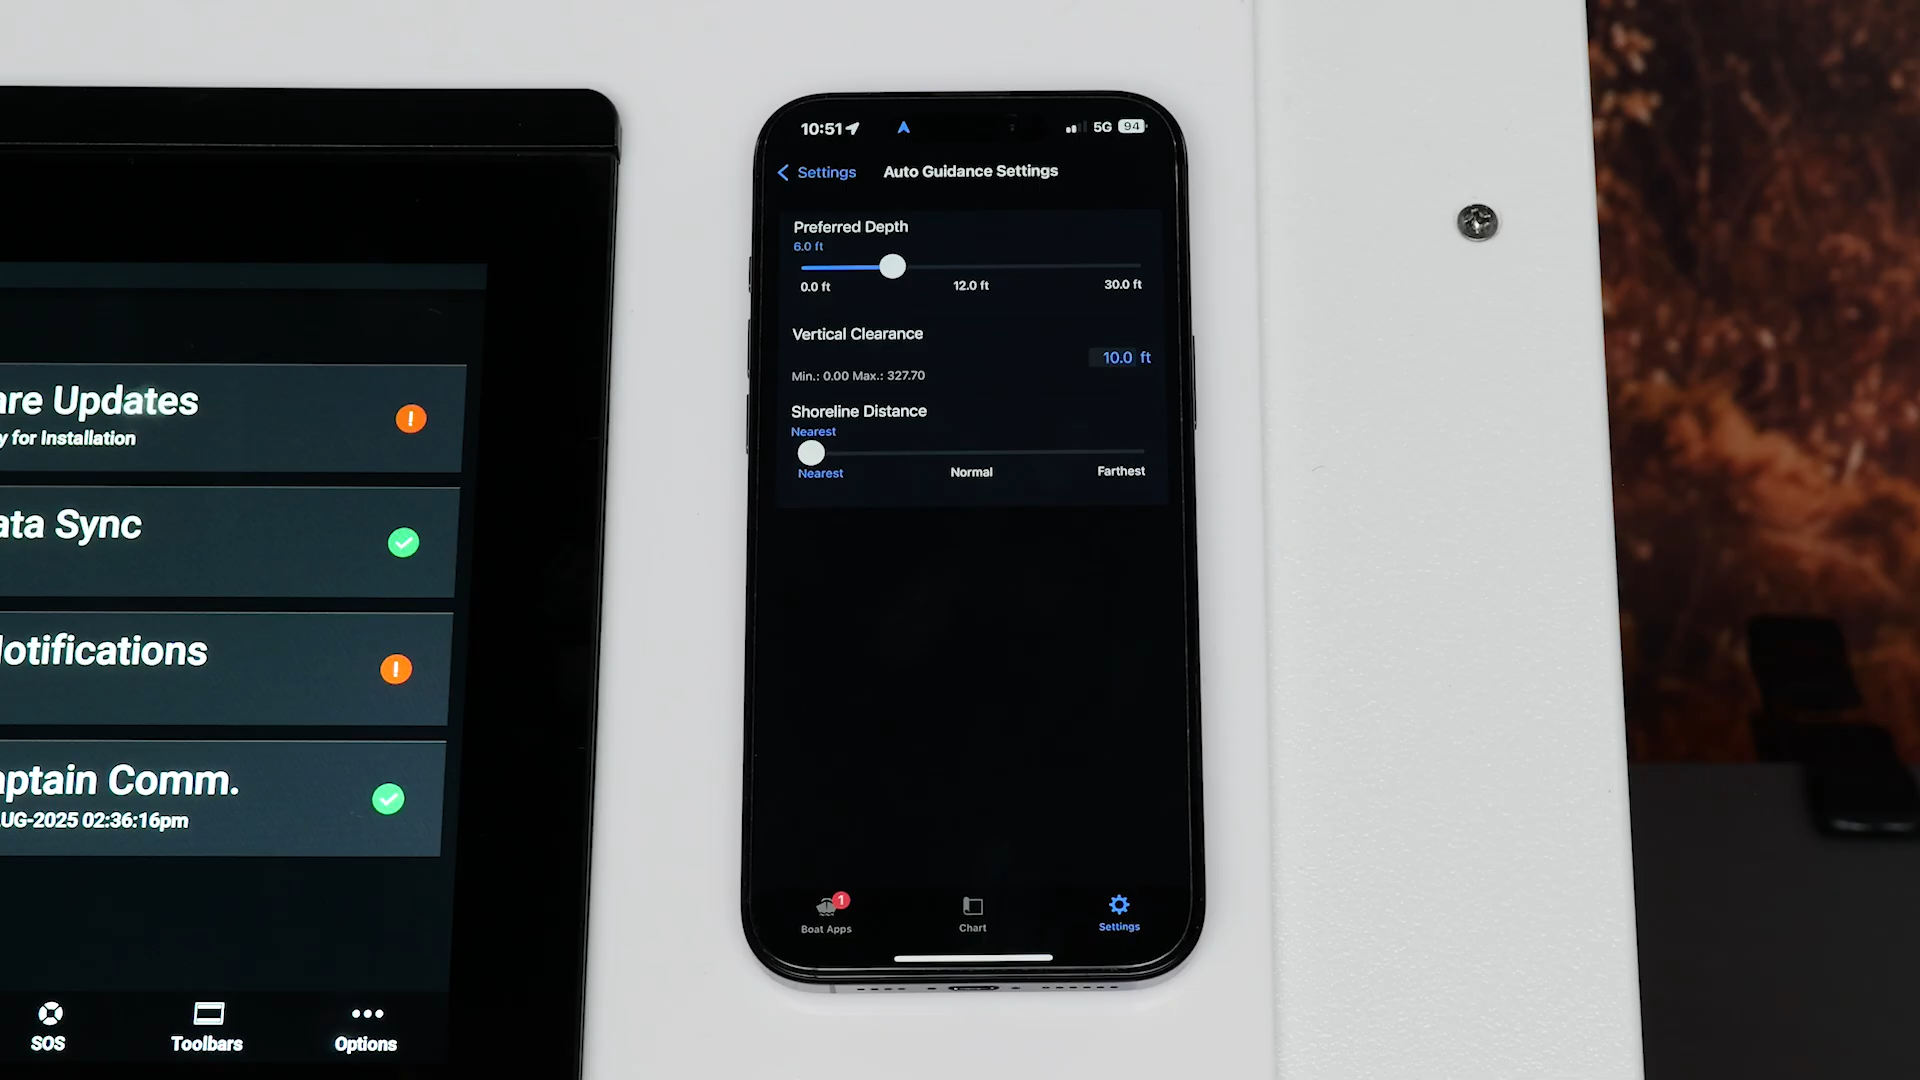 are Updates
y for Installation
ata Sync
lotifications
aptain Comm.
UG-2025 02:36:16pm
SOS
Toolbars
Options
10:51
5G 94
Settings
Auto Guidance Settings
Preferred Depth
6.0 ft
0.0 ft 12.0 ft 30.0 ft
Vertical Clearance
10.0 ft
Min.: 0.00 Max.: 327.70
Shoreline Distance
Nearest
Nearest Normal Farthest
1
Boat Apps
Chart
Settings